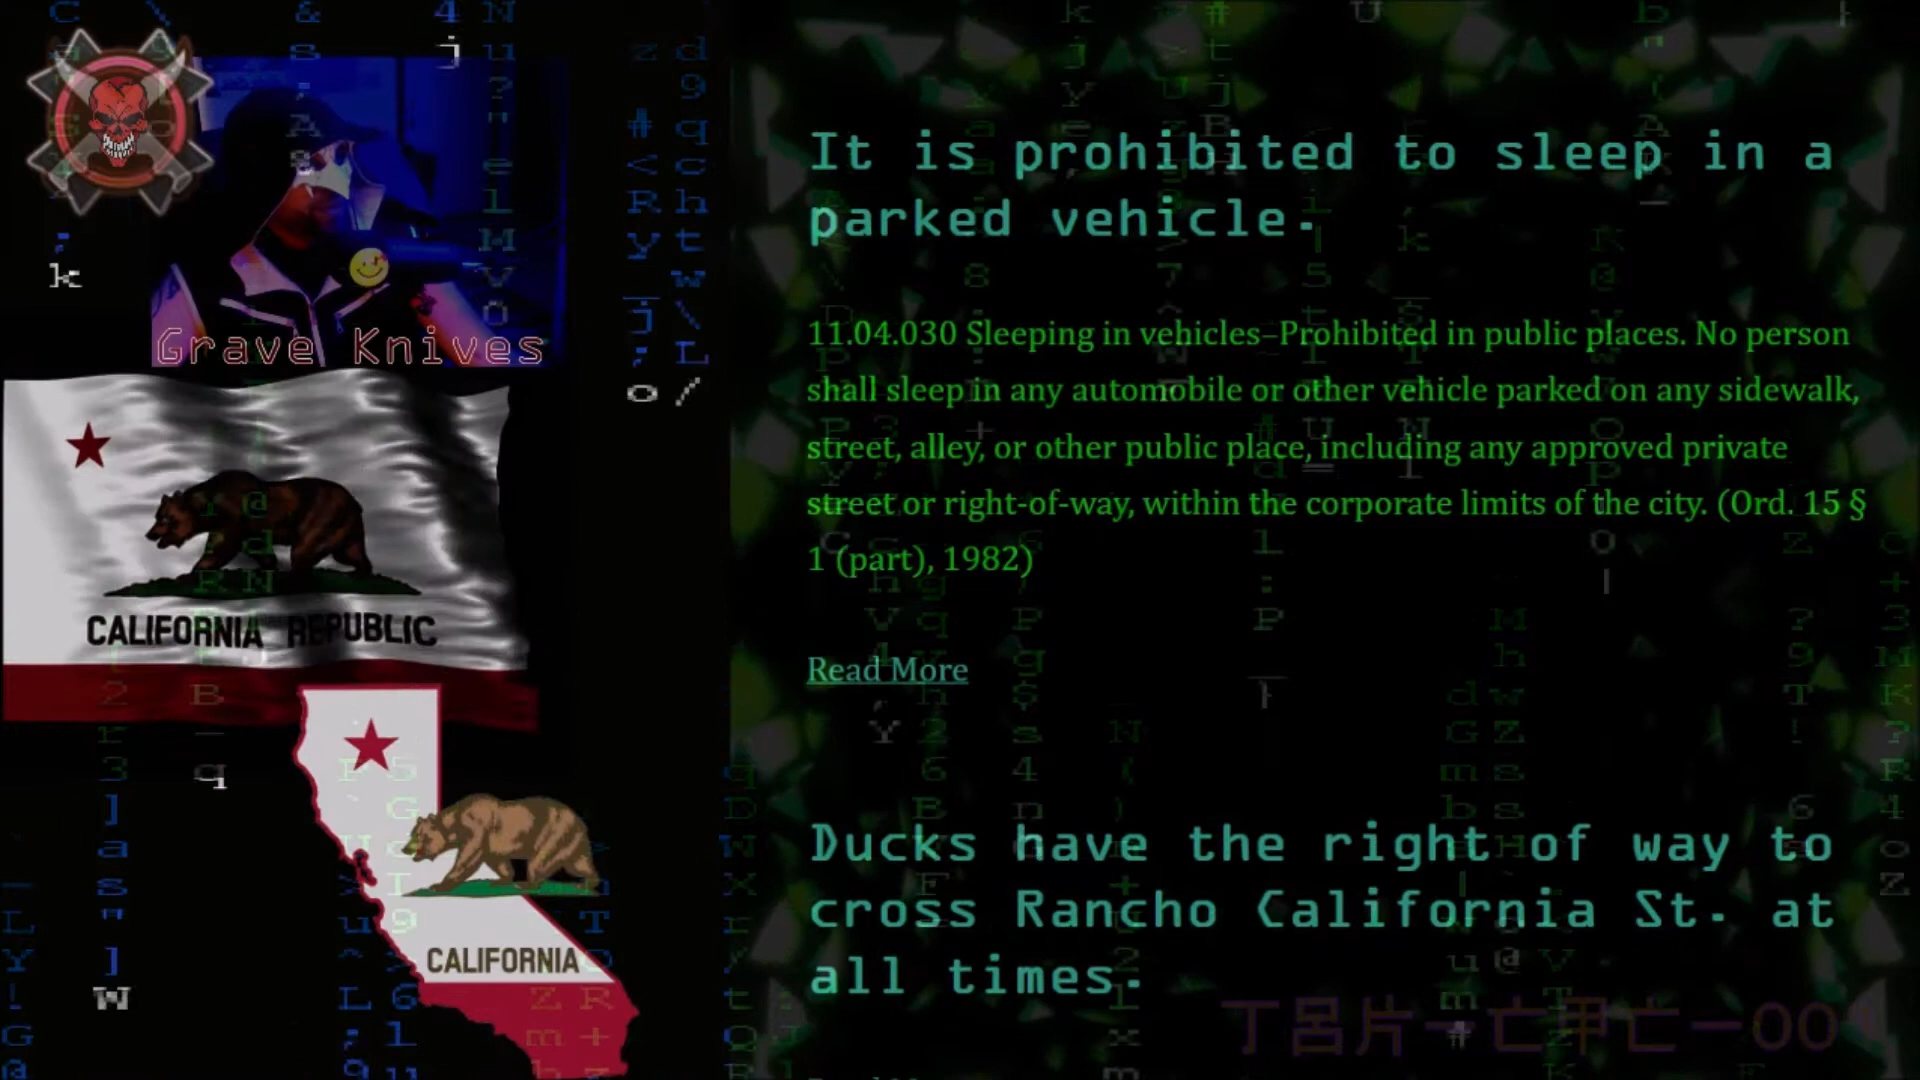 Grave Knives
CALIFORNIA REPUBLIC
CALIFORNIA
It is prohibited to sleep in a
parked vehicle.
11.04.030 Sleeping in vehicles–Prohibited in public places. No person
shall sleep in any automobile or other vehicle parked on any sidewalk,
street, alley, or other public place, including any approved private
street or right-of-way, within the corporate limits of the city. (Ord. 15 §
1 (part), 1982)
Read More
Ducks have the right of way to
cross Rancho California St. at
all times.